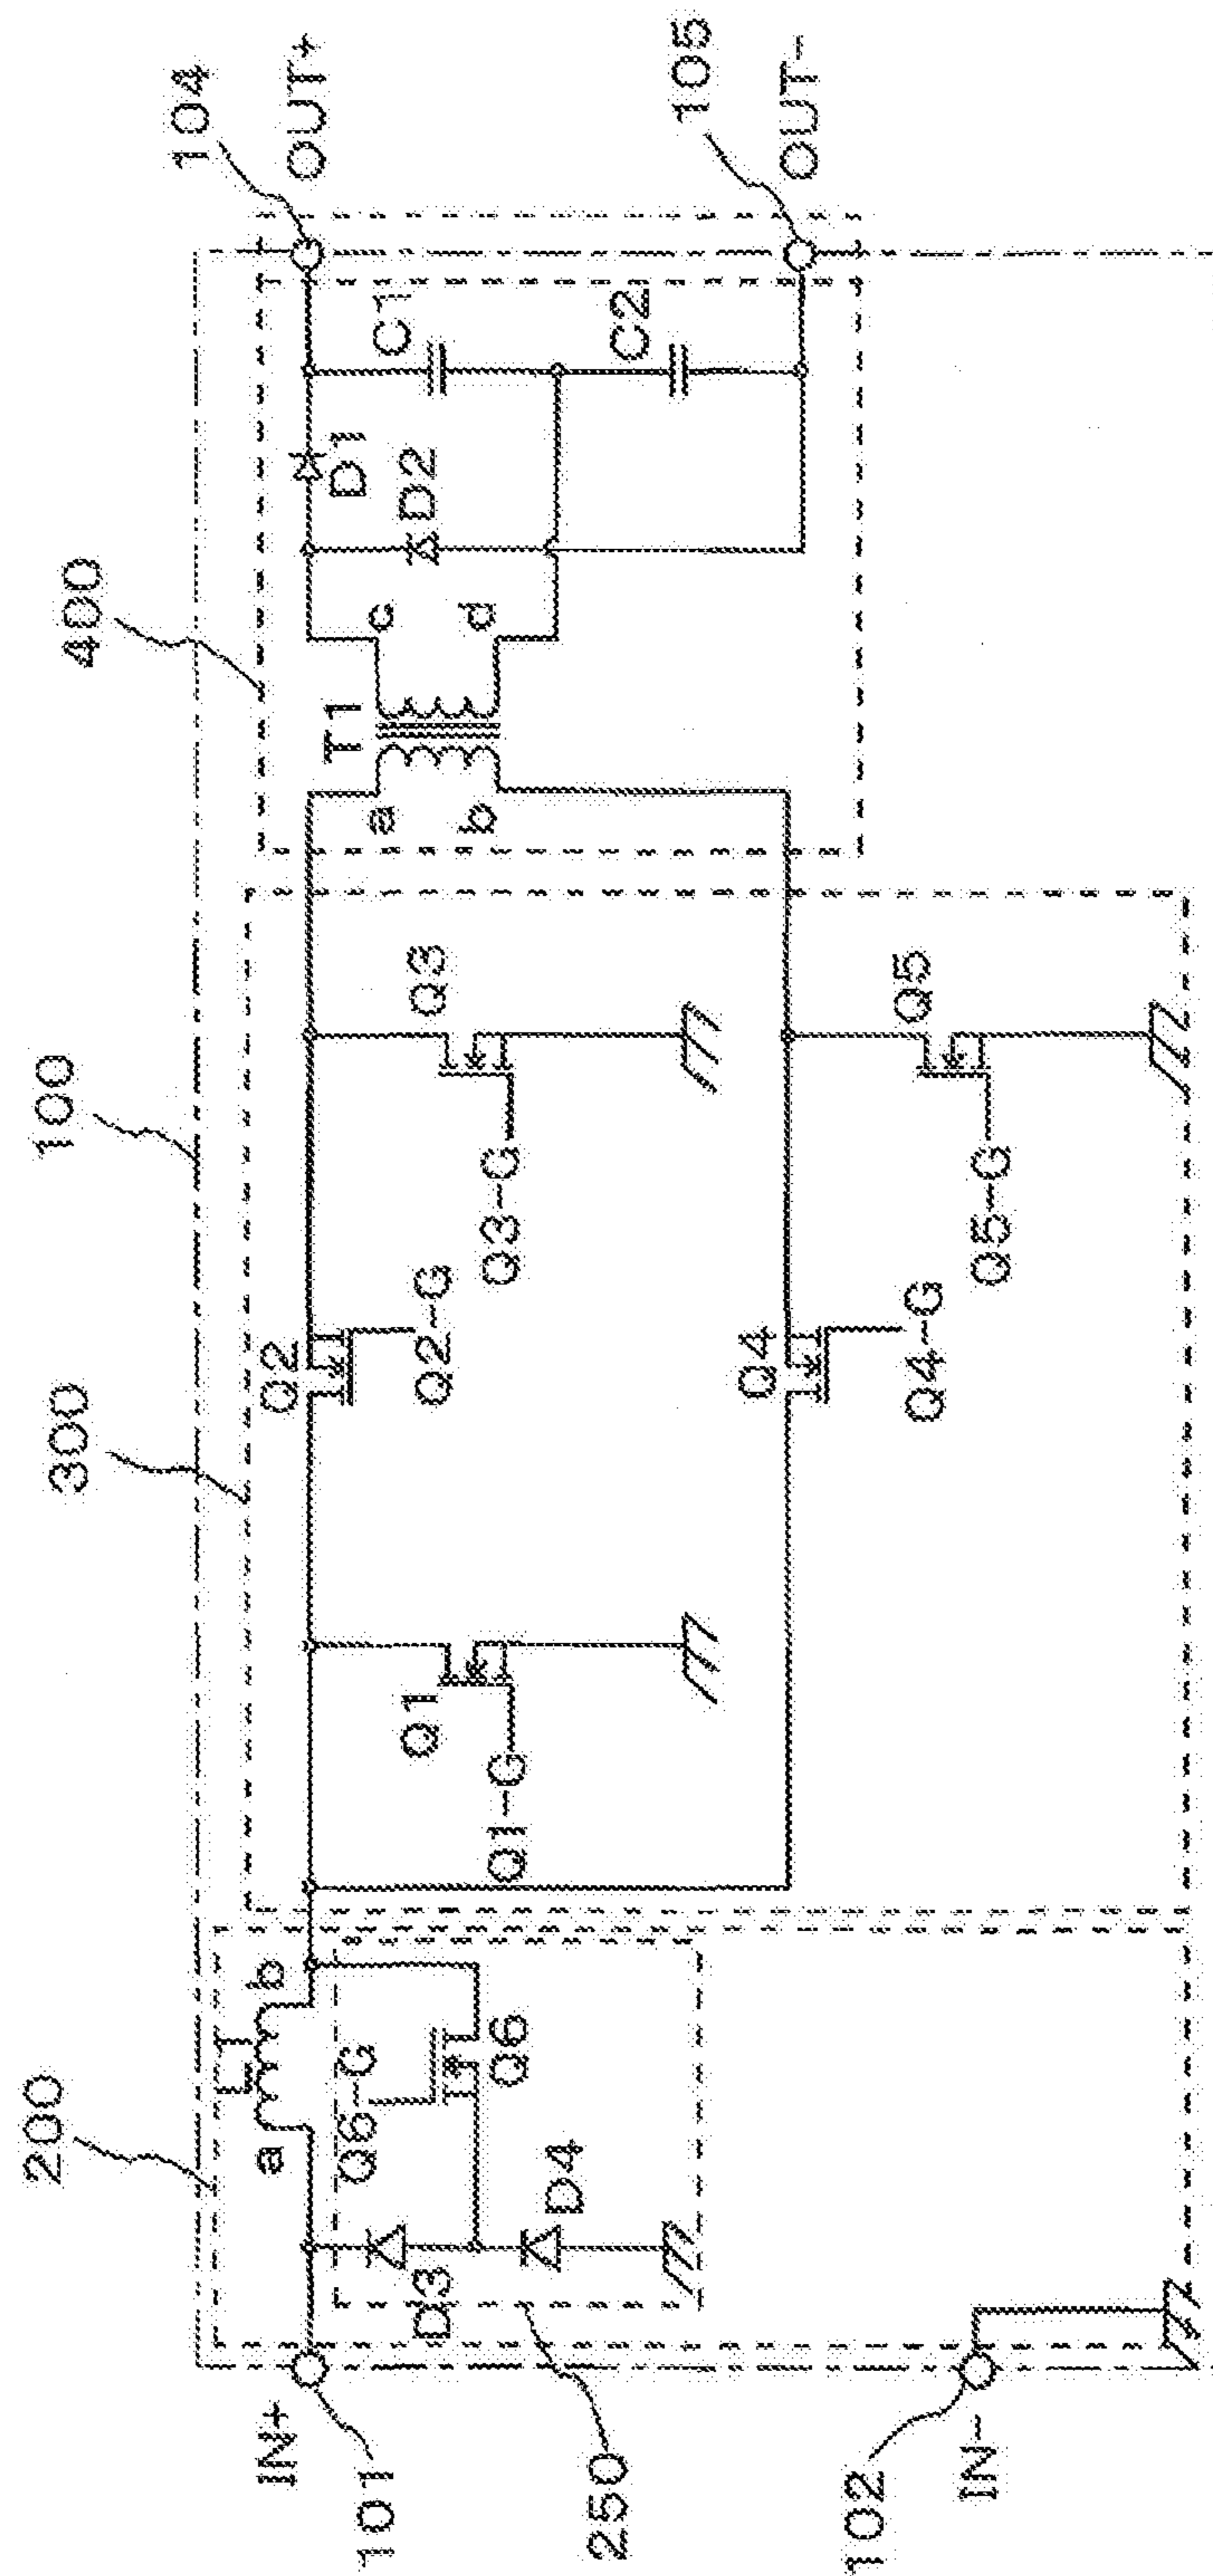 100
200
300
400
IN+
101
250
102
IN-
a
L1
b
Q6-G
Q6
D3
D4
Q1
Q1-G
Q2
Q2-G
Q3
Q3-G
Q4
Q4-G
Q5
Q5-G
T1
a
b
c
d
D1
D2
C1
C2
104
OUT+
105
OUT-